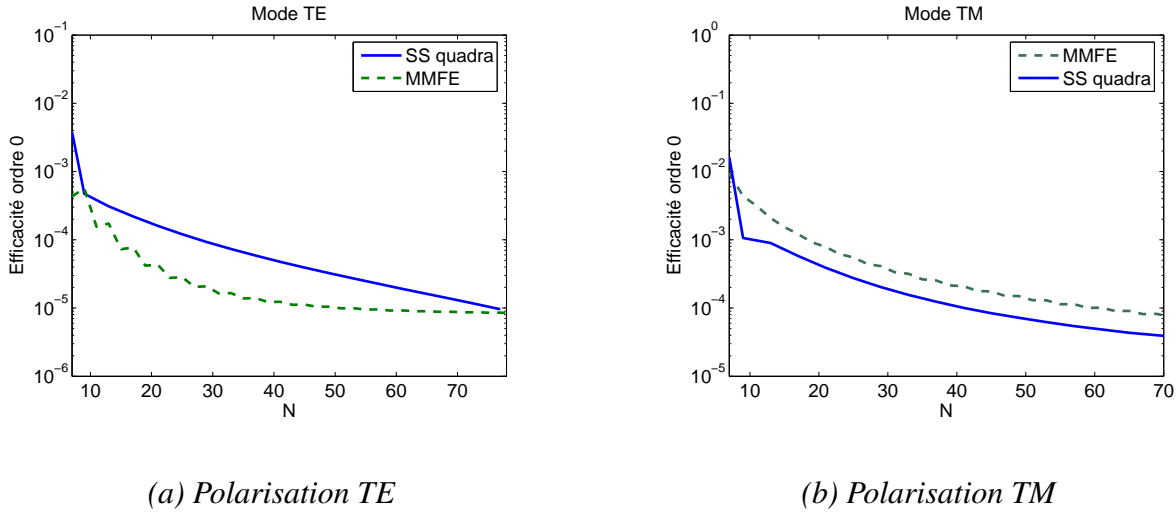 Mode TE
10^−1
10^−2
10^−3
10^−4
10^−5
10^−6
Efficacité ordre 0
SS quadra
MMFE
10 20 30 40 50 60 70
N
(a) Polarisation TE
Mode TM
10^0
10^−1
10^−2
10^−3
10^−4
10^−5
Efficacité ordre 0
MMFE
SS quadra
10 20 30 40 50 60 70
N
(b) Polarisation TM